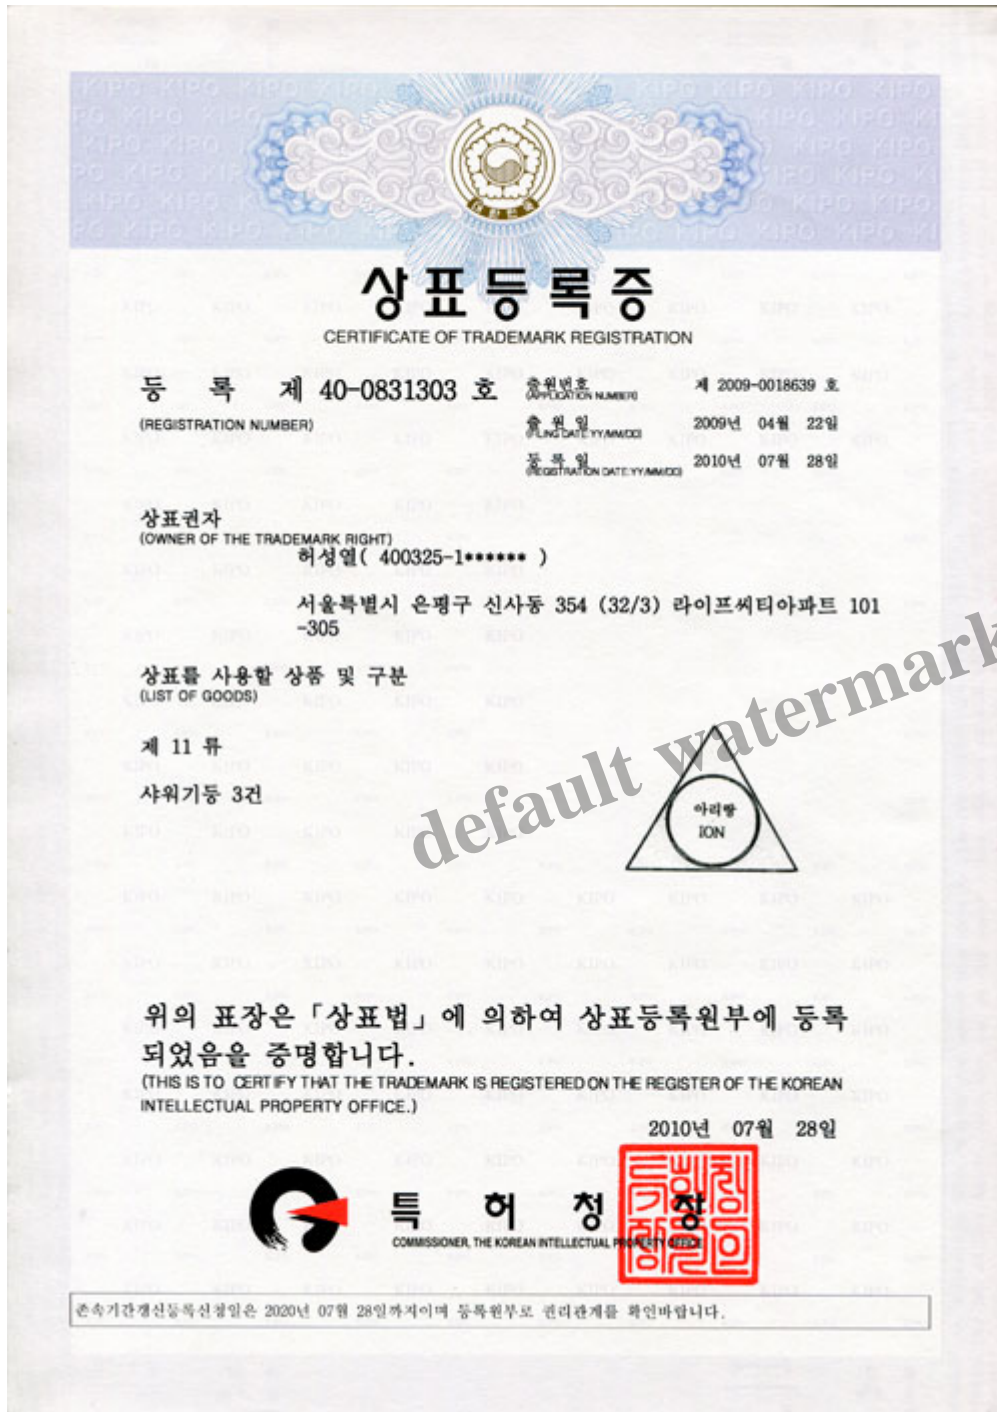 상표등록증
CERTIFICATE OF TRADEMARK REGISTRATION
등 록 제 40-0831303 호
(REGISTRATION NUMBER)
출원번호 제 2009-0018639 호
(APPLICATION NUMBER)
출 원 일 2009년 04월 22일
(FILING DATE:YY/MM/DD)
등 록 일 2010년 07월 28일
(REGISTRATION DATE:YY/MM/DD)
상표권자
(OWNER OF THE TRADEMARK RIGHT)
허성열( 400325-1****** )
서울특별시 은평구 신사동 354 (32/3) 라이프씨티아파트 101
-305
상표를 사용할 상품 및 구분
(LIST OF GOODS)
제 11 류
샤워기등 3건
아리랑
ION
default watermark
위의 표장은 「상표법」에 의하여 상표등록원부에 등록
되었음을 증명합니다.
(THIS IS TO CERTIFY THAT THE TRADEMARK IS REGISTERED ON THE REGISTER OF THE KOREAN
INTELLECTUAL PROPERTY OFFICE.)
2010년 07월 28일
특 허 청 장
COMMISSIONER, THE KOREAN INTELLECTUAL PROPERTY OFFICE
존속기간갱신등록신청일은 2020년 07월 28일까지이며 등록원부로 권리관계를 확인바랍니다.